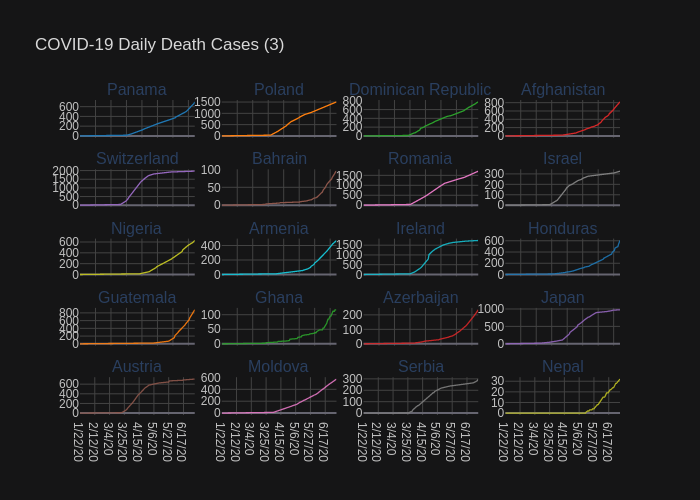 COVID-19 Daily Death Cases (3)
Panama Poland Dominican Republic Afghanistan
600 400 200 0 1500 1000 500 0 800 600 400 200 0 800 600 400 200 0
Switzerland Bahrain Romania Israel
2000 1500 1000 500 0 100 50 0 1500 1000 500 0 300 200 100 0
Nigeria Armenia Ireland Honduras
600 400 200 0 400 200 0 1500 1000 500 0 600 400 200 0
Guatemala Ghana Azerbaijan Japan
800 600 400 200 0 100 50 0 200 100 0 1000 500 0
Austria Moldova Serbia Nepal
600 400 200 0 600 400 200 0 300 200 100 0 30 20 10 0
1/22/20 2/12/20 3/4/20 3/25/20 4/15/20 5/6/20 5/27/20 6/17/20 1/22/20 2/12/20 3/4/20 3/25/20 4/15/20 5/6/20 5/27/20 6/17/20 1/22/20 2/12/20 3/4/20 3/25/20 4/15/20 5/6/20 5/27/20 6/17/20 1/22/20 2/12/20 3/4/20 3/25/20 4/15/20 5/6/20 5/27/20 6/17/20